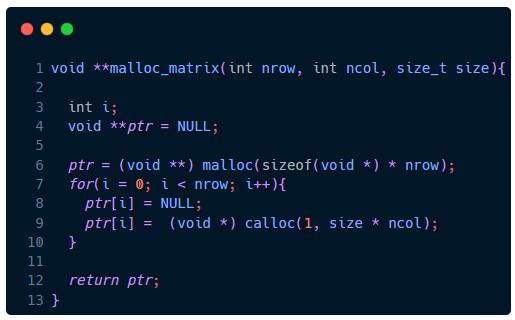 1 void **malloc_matrix(int nrow, int ncol, size_t size){
2
3   int i;
4   void **ptr = NULL;
5
6   ptr = (void **) malloc(sizeof(void *) * nrow);
7   for(i = 0; i < nrow; i++){
8     ptr[i] = NULL;
9     ptr[i] =  (void *) calloc(1, size * ncol);
10   }
11
12   return ptr;
13 }